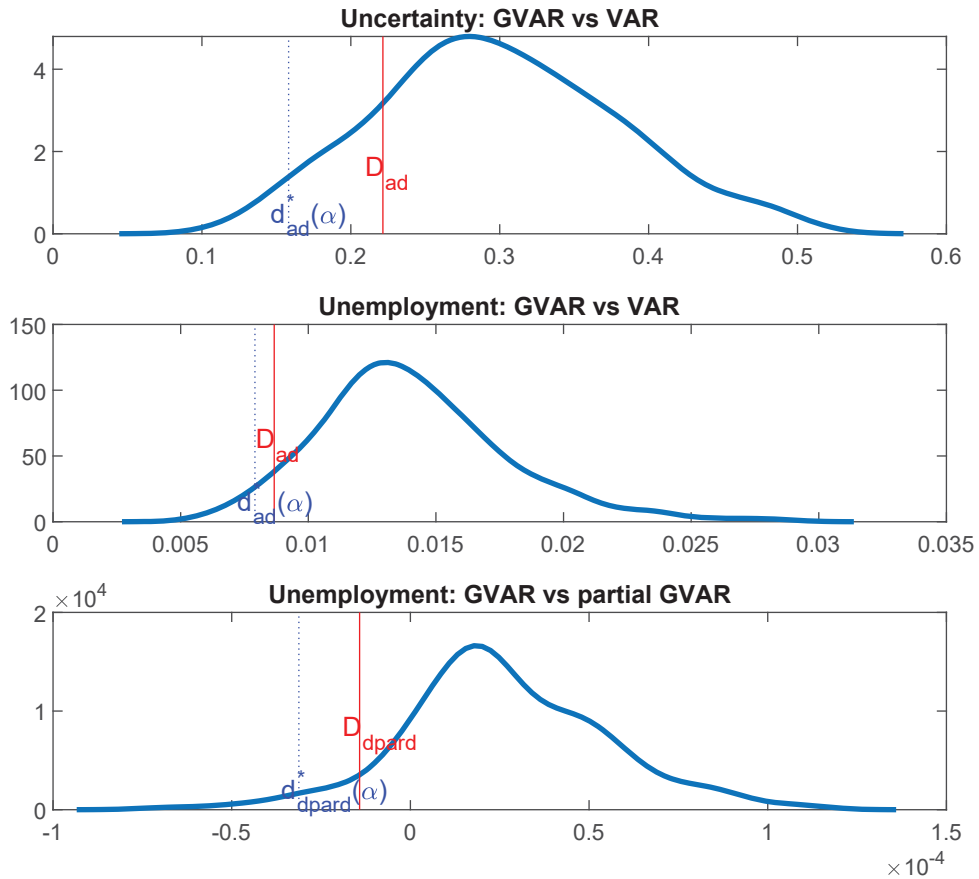 Uncertainty: GVAR vs VAR
4
2
0
D_ad
d*_ad(α)
0 0.1 0.2 0.3 0.4 0.5 0.6
Unemployment: GVAR vs VAR
150
100
50
0
D_ad
d*_ad(α)
0 0.005 0.01 0.015 0.02 0.025 0.03 0.035
×10^4
Unemployment: GVAR vs partial GVAR
2
1
0
D_dpard
d*_dpard(α)
-1 -0.5 0 0.5 1 1.5
×10^-4